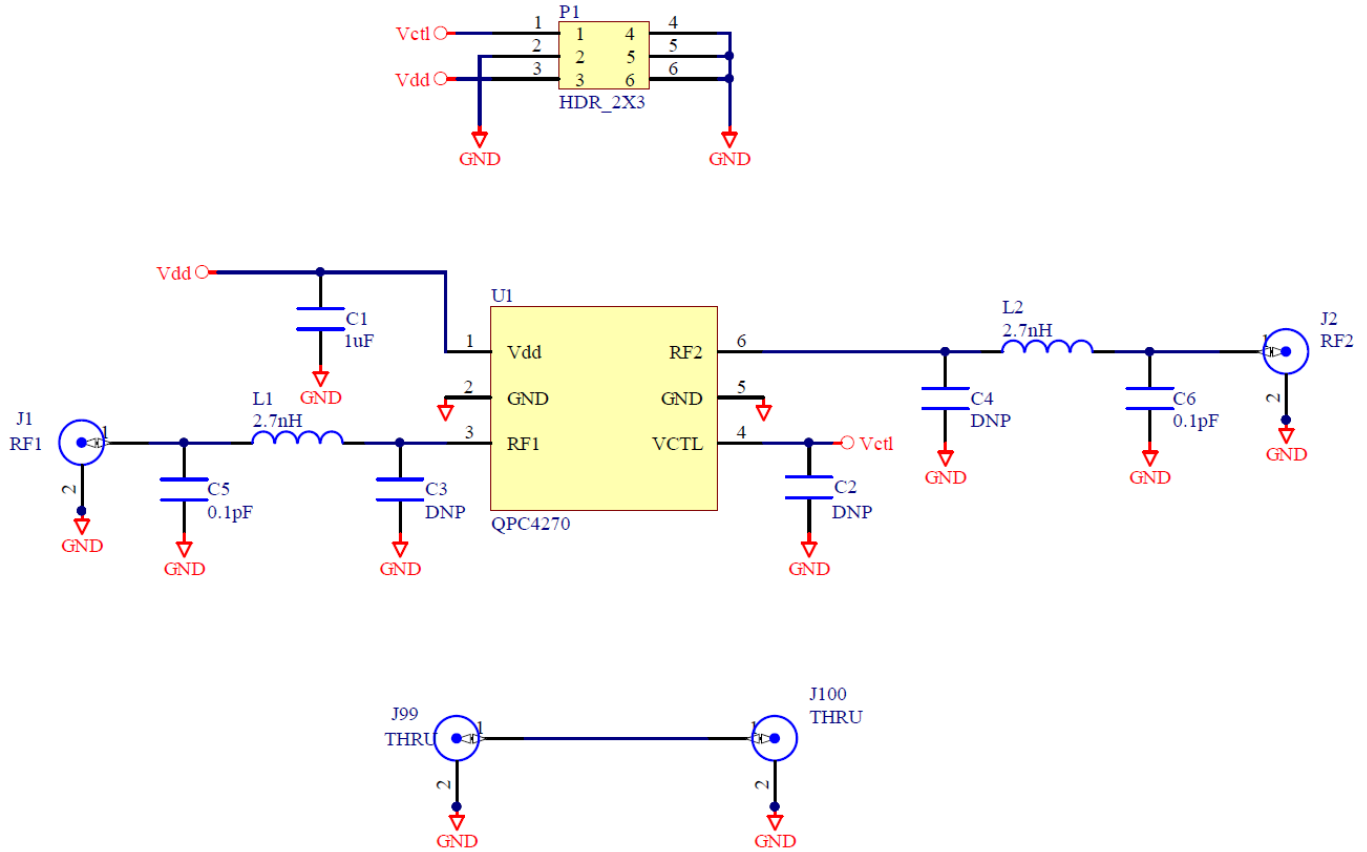 P1
Vctl 1 1 4 4
2 2 5 5
Vdd 3 3 6 6
HDR_2X3
GND GND
Vdd
C1
1uF
GND
U1
1 Vdd RF2 6
2 GND GND 5
3 RF1 VCTL 4
QPC4270
L2
2.7nH
1
J2
RF2
2
GND
C4
DNP
GND
C6
0.1pF
GND
J1
RF1
1
2
GND
L1
2.7nH
C5
0.1pF
GND
C3
DNP
GND
Vctl
C2
DNP
GND
J99
THRU
1
2
GND
J100
THRU
1
2
GND